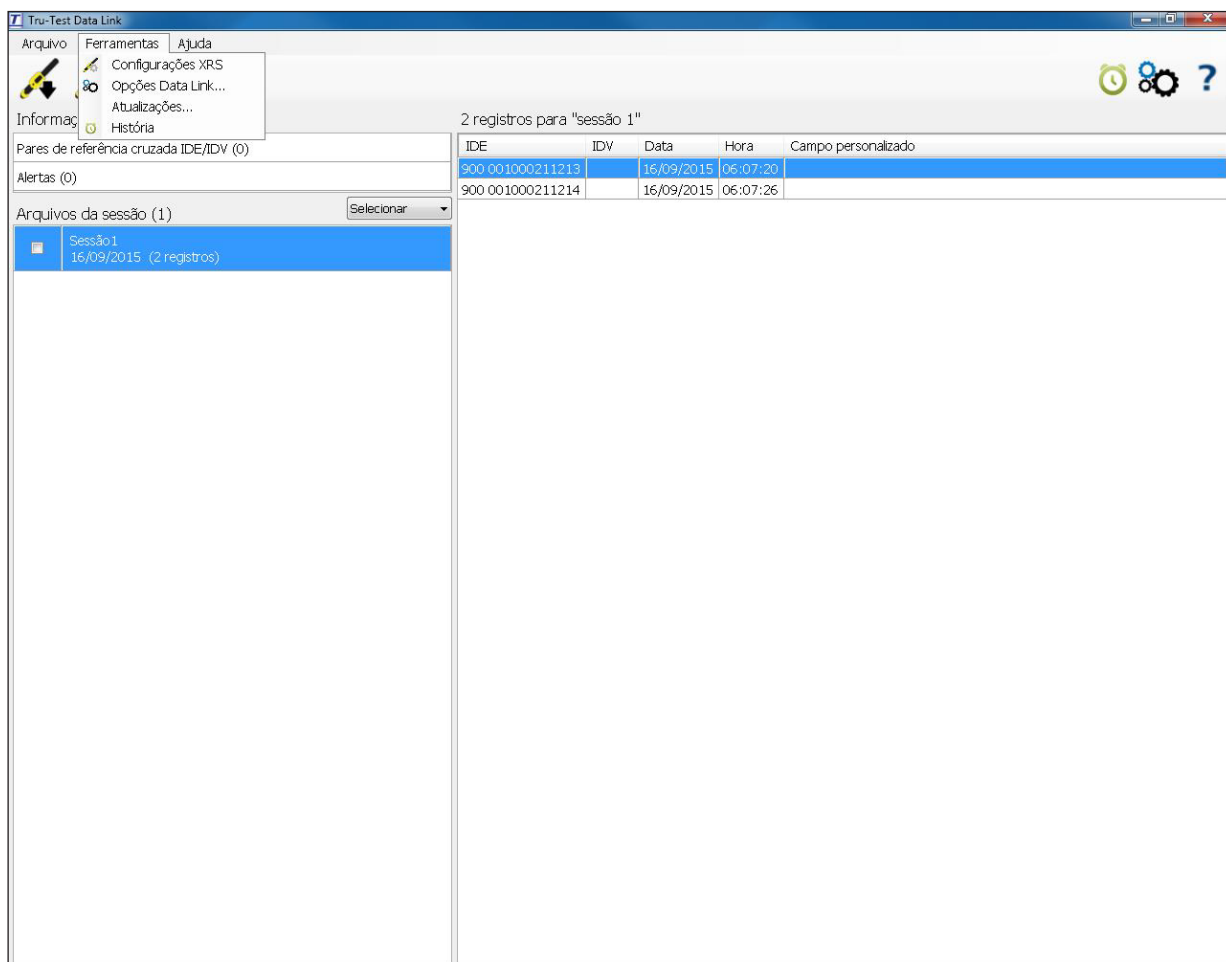 Tru-Test Data Link
Arquivo Ferramentas Ajuda
Configurações XRS
Opções Data Link...
Atualizações...
História
?
Informaç
Pares de referência cruzada IDE/IDV (0)
Alertas (0)
Arquivos da sessão (1) Selecionar
Sessão1
16/09/2015 (2 registros)
2 registros para "sessão 1"
IDE IDV Data Hora Campo personalizado
900 001000211213 16/09/2015 06:07:20
900 001000211214 16/09/2015 06:07:26